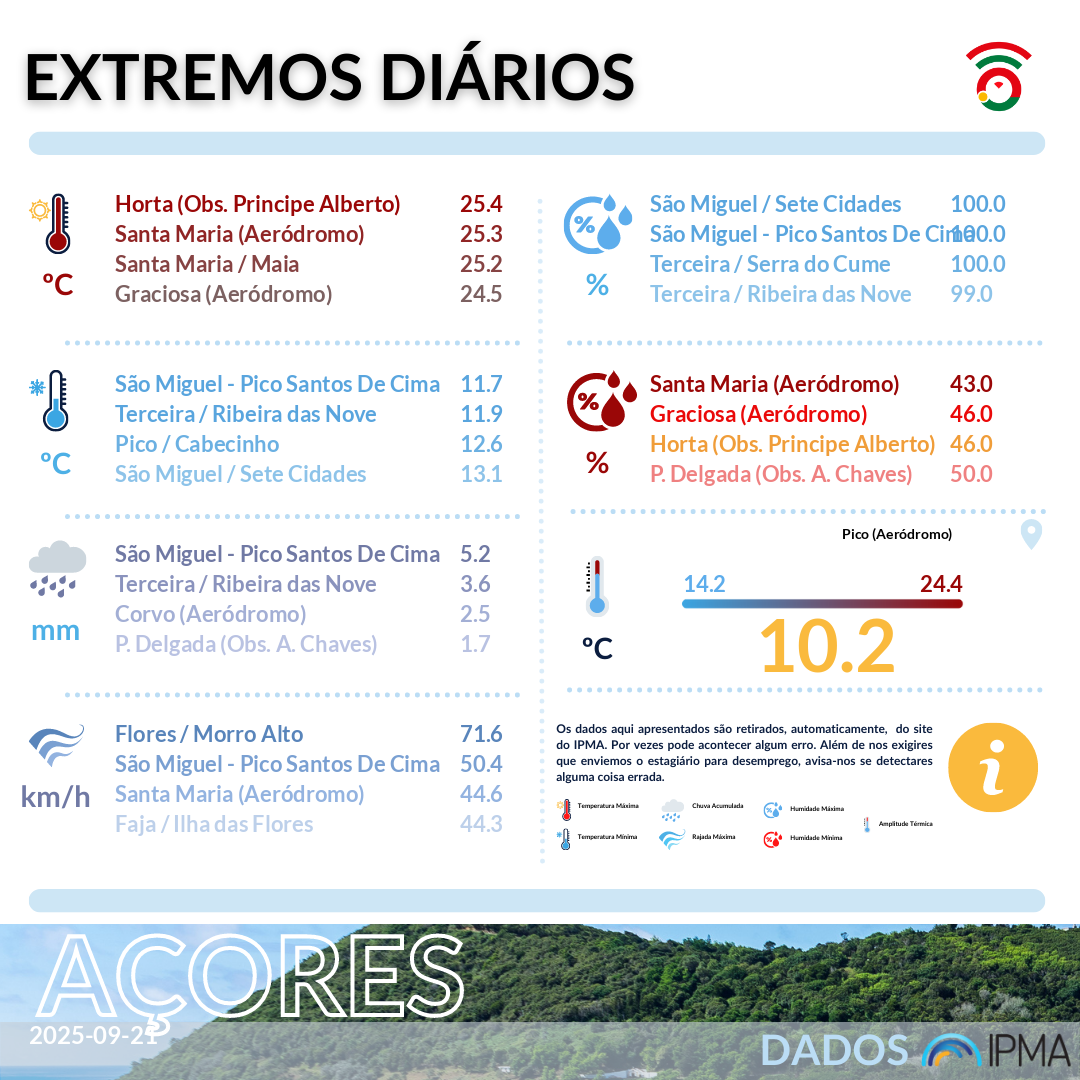 EXTREMOS DIÁRIOS
ºC
Horta (Obs. Principe Alberto) 25.4
Santa Maria (Aeródromo) 25.3
Santa Maria / Maia 25.2
Graciosa (Aeródromo) 24.5
ºC
São Miguel - Pico Santos De Cima 11.7
Terceira / Ribeira das Nove 11.9
Pico / Cabecinho 12.6
São Miguel / Sete Cidades 13.1
mm
São Miguel - Pico Santos De Cima 5.2
Terceira / Ribeira das Nove 3.6
Corvo (Aeródromo) 2.5
P. Delgada (Obs. A. Chaves) 1.7
km/h
Flores / Morro Alto 71.6
São Miguel - Pico Santos De Cima 50.4
Santa Maria (Aeródromo) 44.6
Faja / Ilha das Flores 44.3
%
%
São Miguel / Sete Cidades 100.0
São Miguel - Pico Santos De Cima 100.0
Terceira / Serra do Cume 100.0
Terceira / Ribeira das Nove 99.0
%
%
Santa Maria (Aeródromo) 43.0
Graciosa (Aeródromo) 46.0
Horta (Obs. Principe Alberto) 46.0
P. Delgada (Obs. A. Chaves) 50.0
Pico (Aeródromo)
ºC
14.2 24.4
10.2
Os dados aqui apresentados são retirados, automaticamente, do site
do IPMA. Por vezes pode acontecer algum erro. Além de nos exigires
que enviemos o estagiário para desemprego, avisa-nos se detectares
alguma coisa errada.
i
Temperatura Máxima
Chuva Acumulada
Humidade Máxima
Amplitude Térmica
Temperatura Mínima
Rajada Máxima
Humidade Mínima
AÇORES
2025-09-21
DADOS IPMA